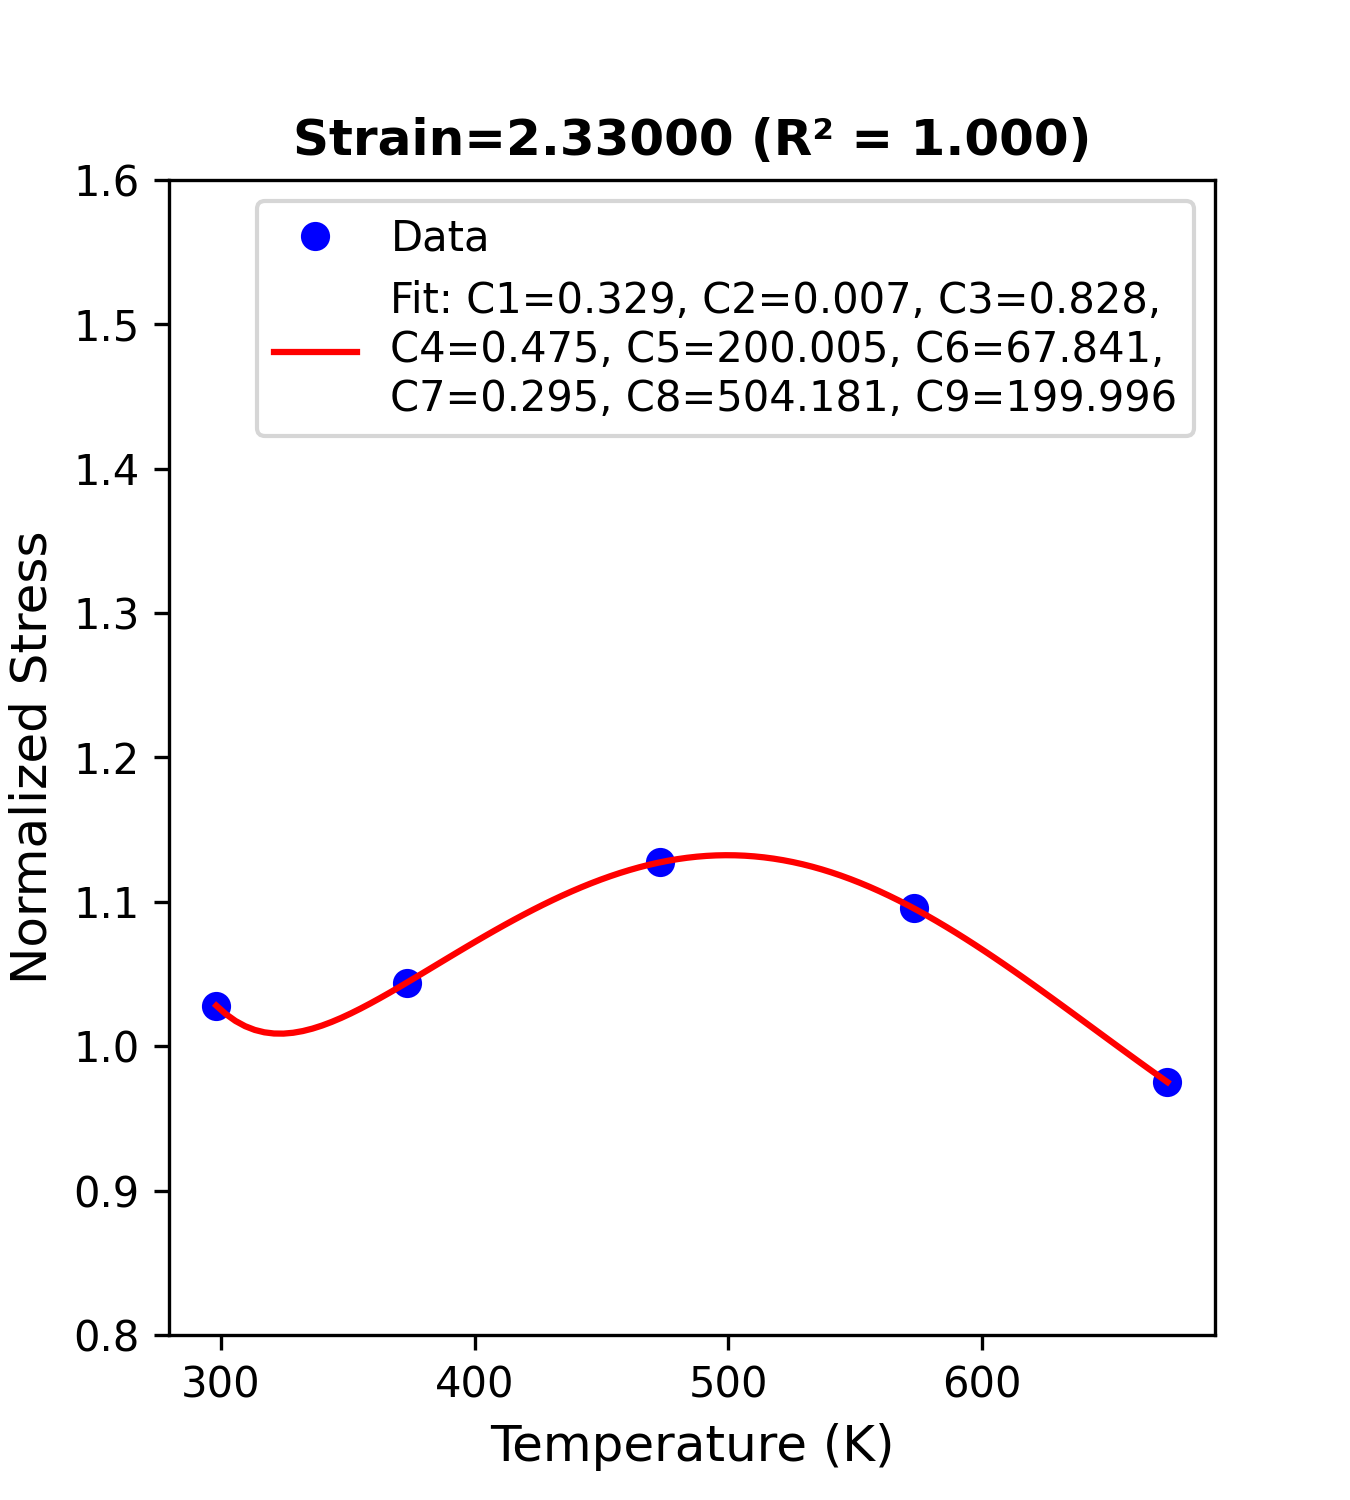 Strain=2.33000 (R² = 1.000)
1.6
1.5
1.4
1.3
1.2
1.1
1.0
0.9
0.8
Data
Fit: C1=0.329, C2=0.007, C3=0.828,
C4=0.475, C5=200.005, C6=67.841,
C7=0.295, C8=504.181, C9=199.996
Normalized Stress
300
400
500
600
Temperature (K)